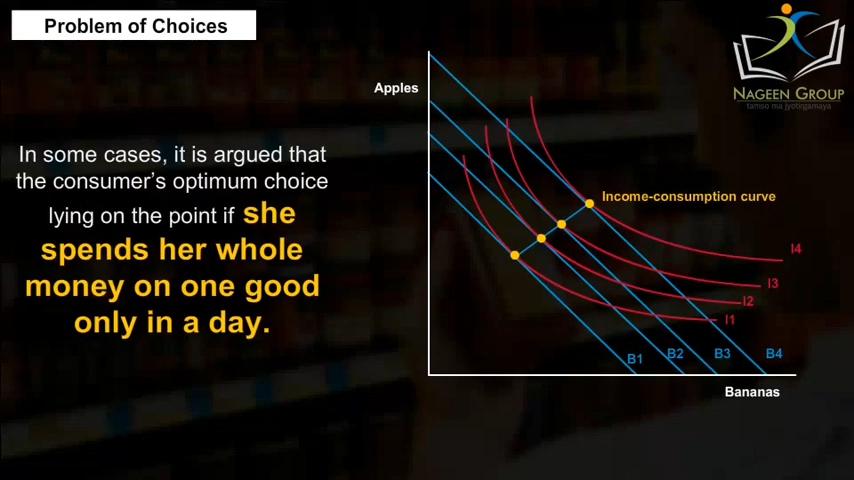 Problem of Choices
NAGEEN GROUP
tamso ma jyotirgamaya
In some cases, it is argued that
the consumer's optimum choice
lying on the point if she
spends her whole
money on one good
only in a day.
Apples
Income-consumption curve
I4
I3
I2
I1
B1
B2
B3
B4
Bananas